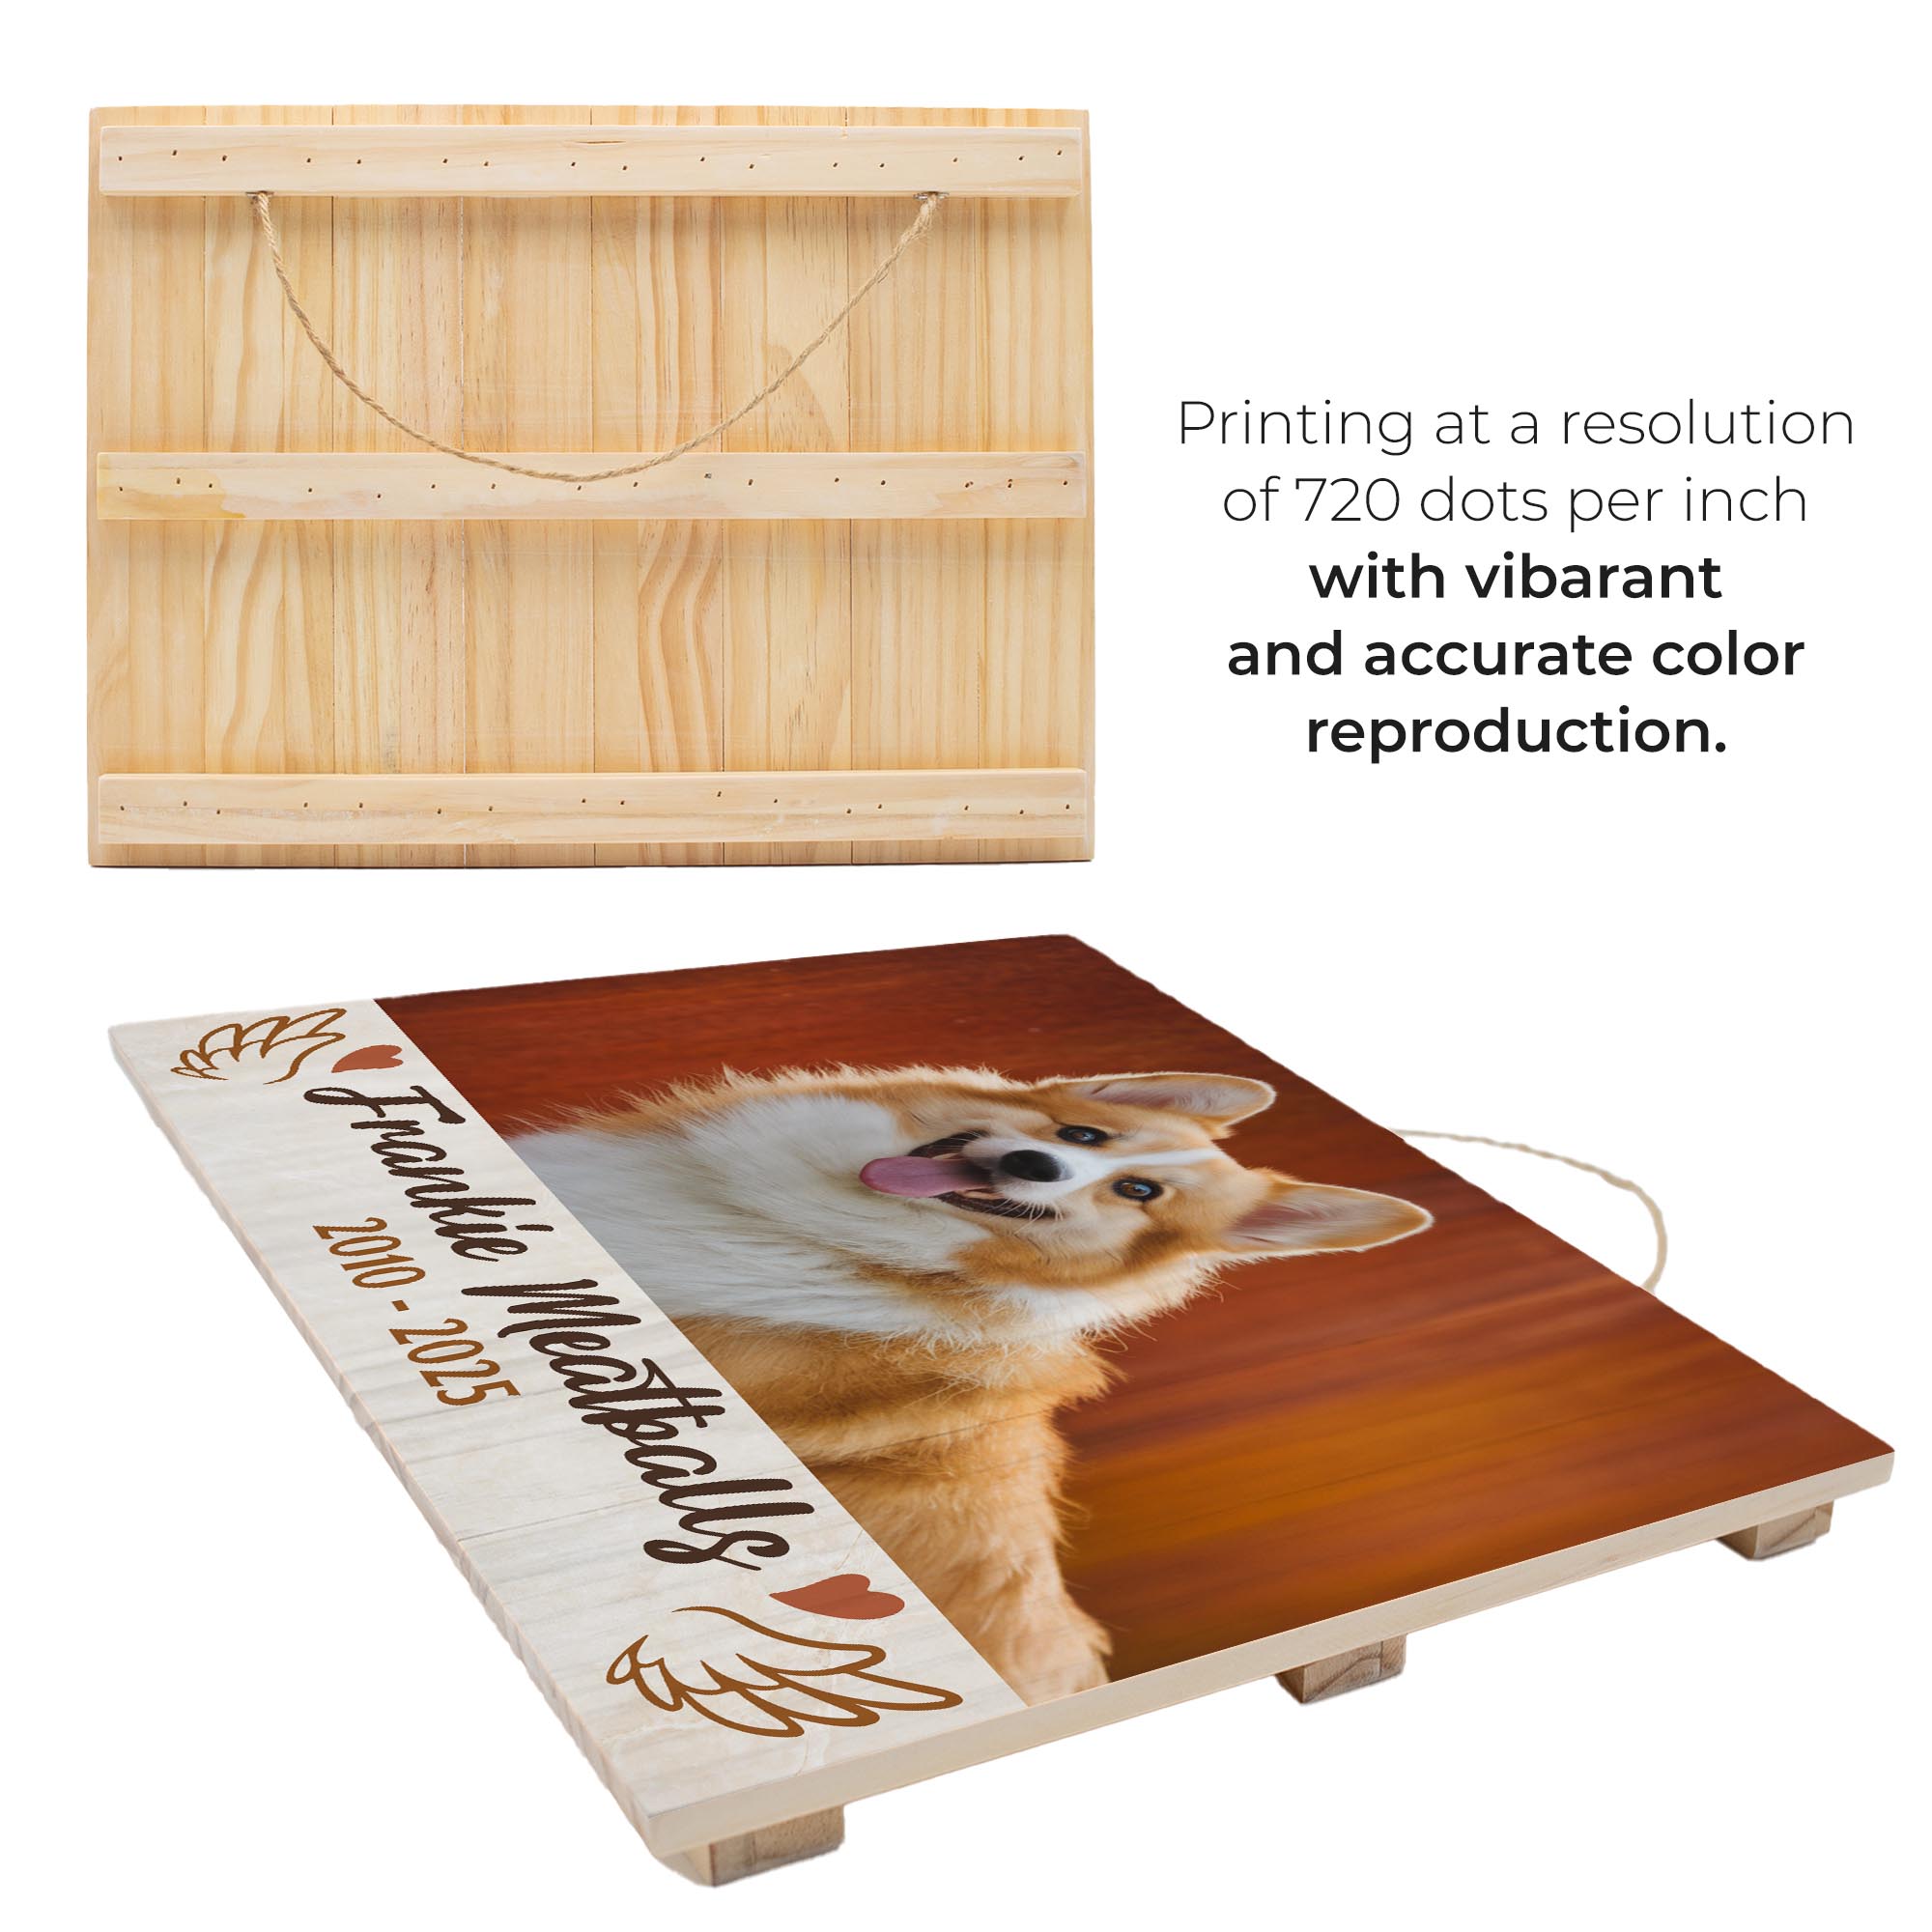 Printing at a resolution
of 720 dots per inch
with vibarant
and accurate color
reproduction.
Frankie Meatballs
2010 - 2025